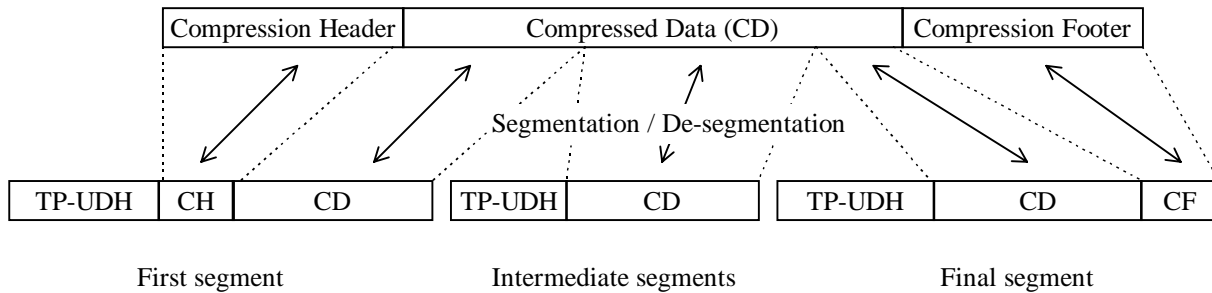 Compression Header Compressed Data (CD) Compression Footer
Segmentation / De-segmentation
TP-UDH CH CD TP-UDH CD TP-UDH CD CF
First segment Intermediate segments Final segment